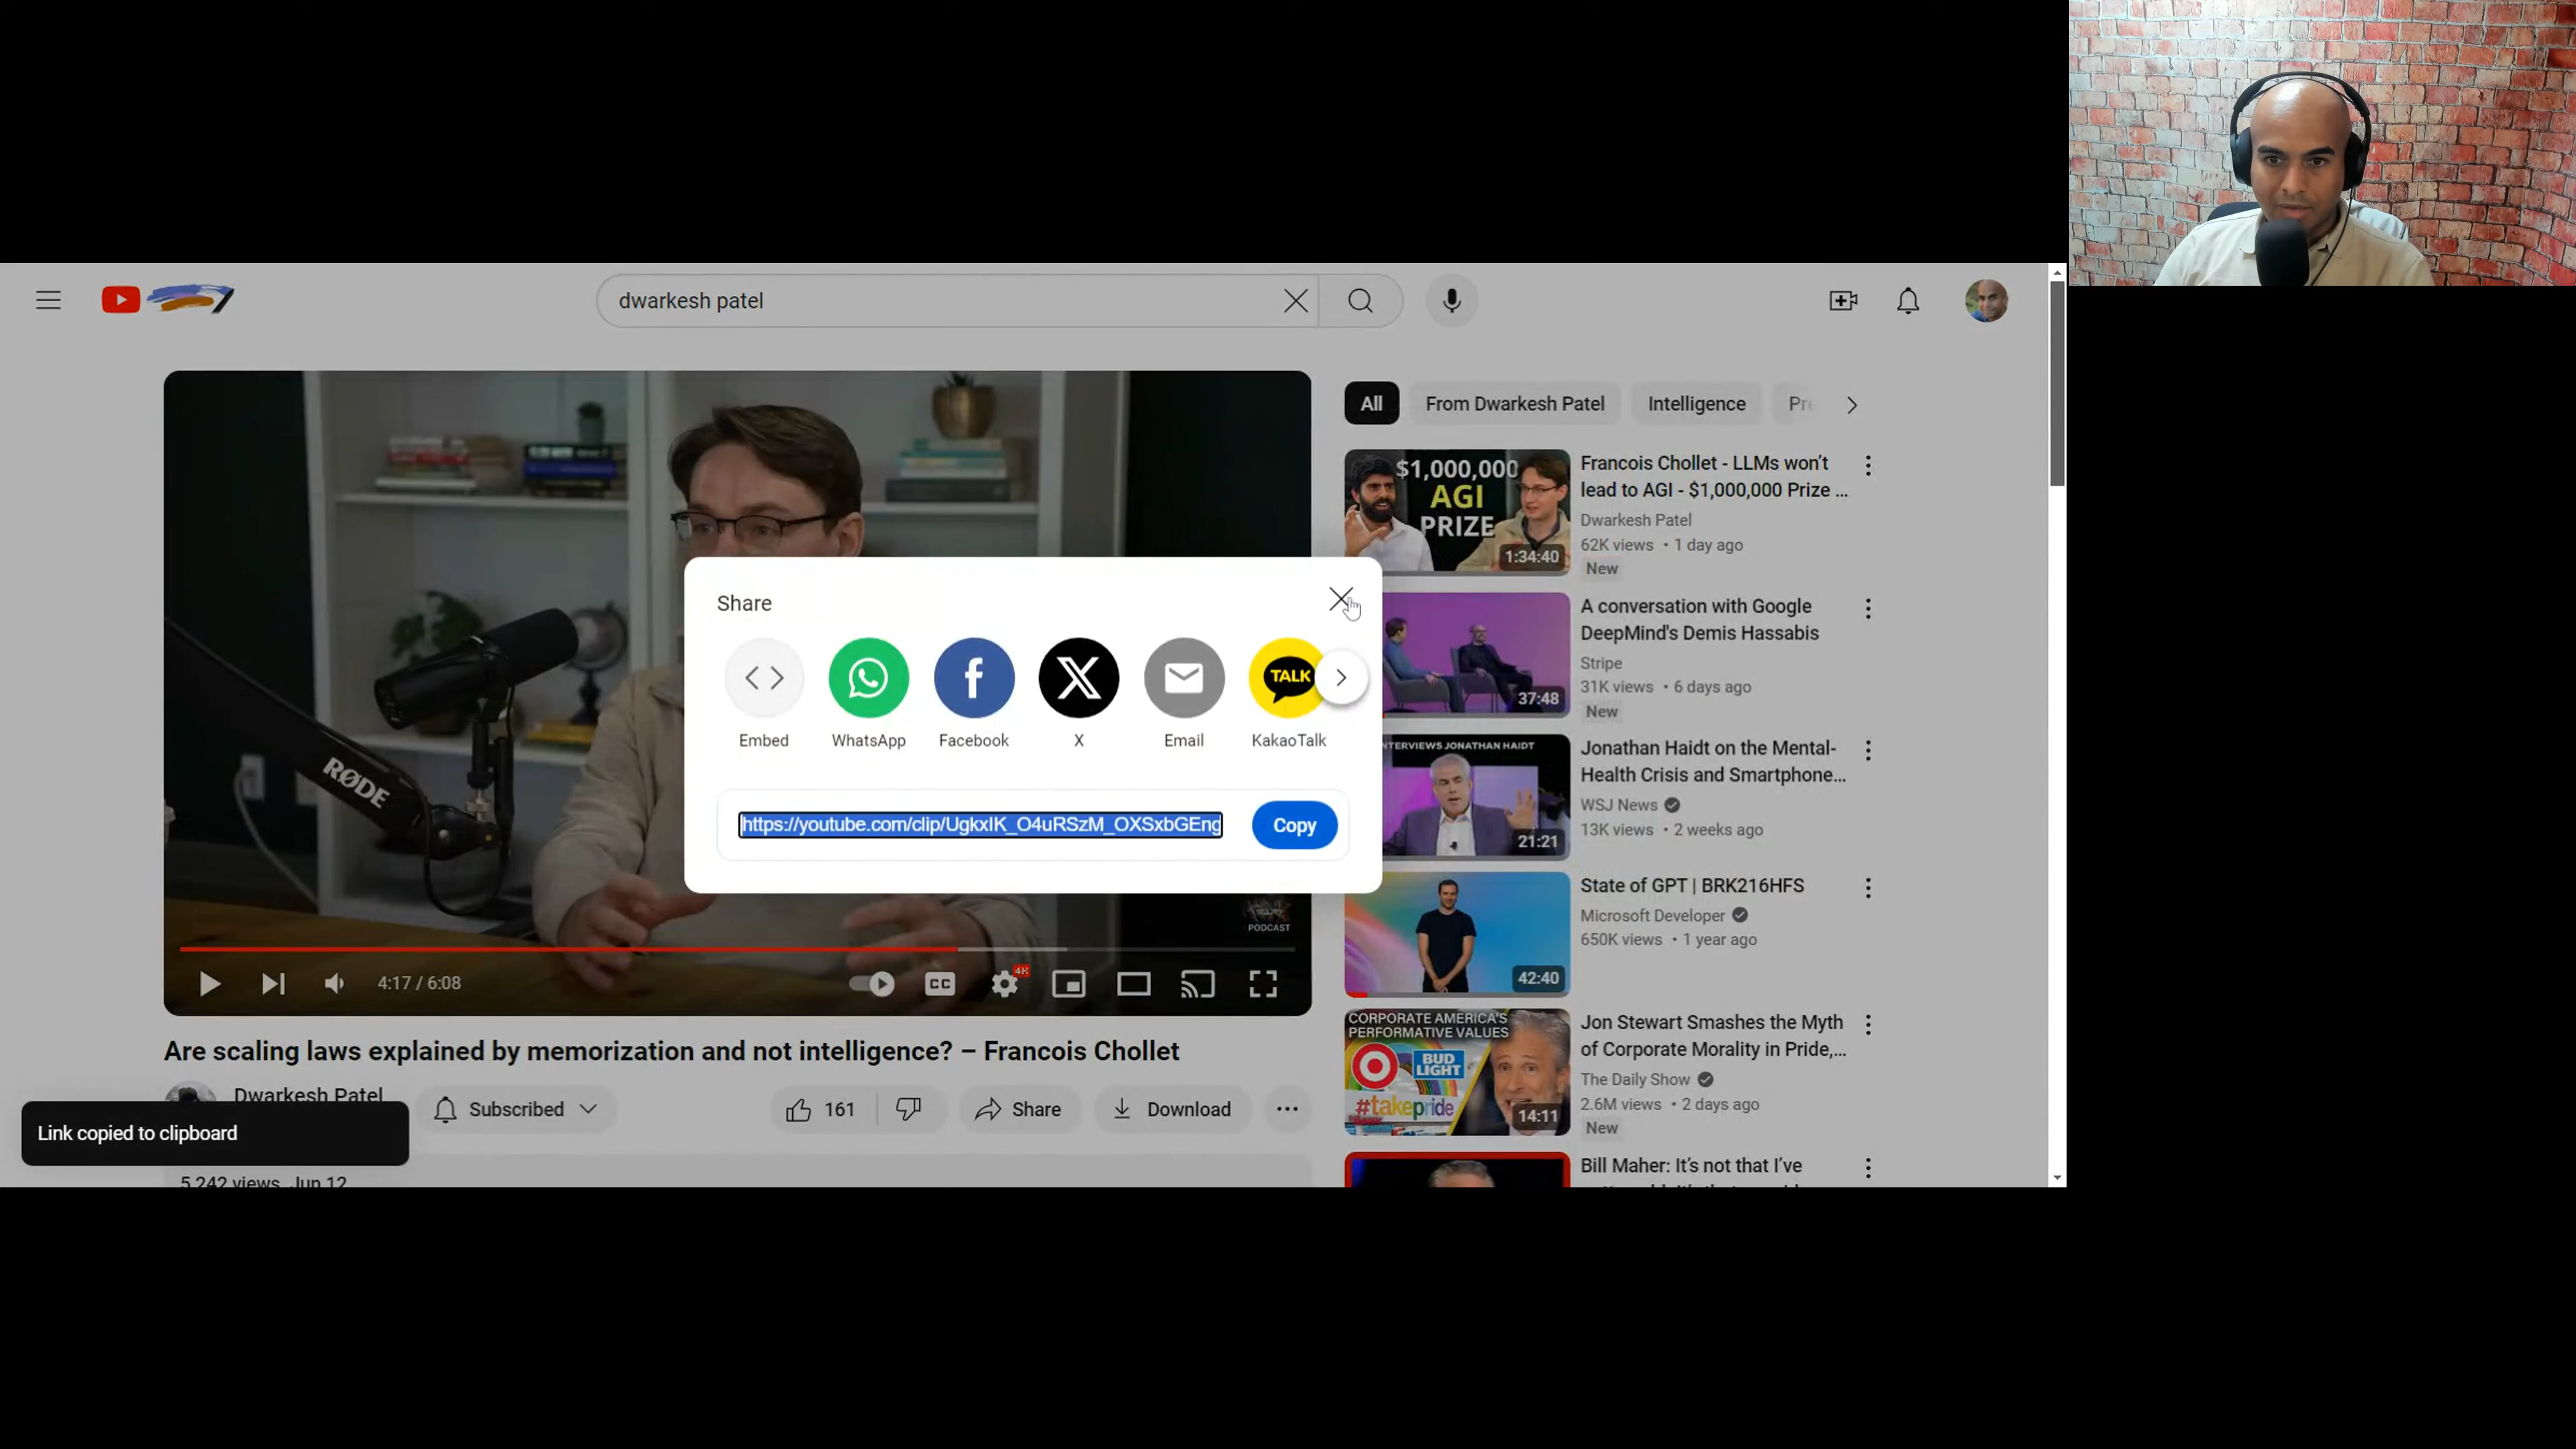 dwarkesh patel
RØDE
PODCAST
4:17 / 6:08
CC
4K
Share
Embed
WhatsApp
Facebook
X
Email
TALK
KakaoTalk
https://youtube.com/clip/UgkxIK_O4uRSzM_OXSxbGEng
Copy
Are scaling laws explained by memorization and not intelligence? – Francois Chollet
Dwarkesh Patel
Subscribed
161
Share
Download
Link copied to clipboard
5,242 views Jun 12
All
From Dwarkesh Patel
Intelligence
Pre
$1,000,000
AGI
PRIZE
1:34:40
Francois Chollet - LLMs won't
lead to AGI - $1,000,000 Prize ...
Dwarkesh Patel
62K views • 1 day ago
New
37:48
A conversation with Google
DeepMind's Demis Hassabis
Stripe
31K views • 6 days ago
New
TERVIEWS JONATHAN HAIDT
21:21
Jonathan Haidt on the Mental-
Health Crisis and Smartphone...
WSJ News
13K views • 2 weeks ago
42:40
State of GPT | BRK216HFS
Microsoft Developer
650K views • 1 year ago
CORPORATE AMERICA'S
PERFORMATIVE VALUES
BUD
LIGHT
#takepride
14:11
Jon Stewart Smashes the Myth
of Corporate Morality in Pride,...
The Daily Show
2.6M views • 2 days ago
New
Bill Maher: It's not that I've